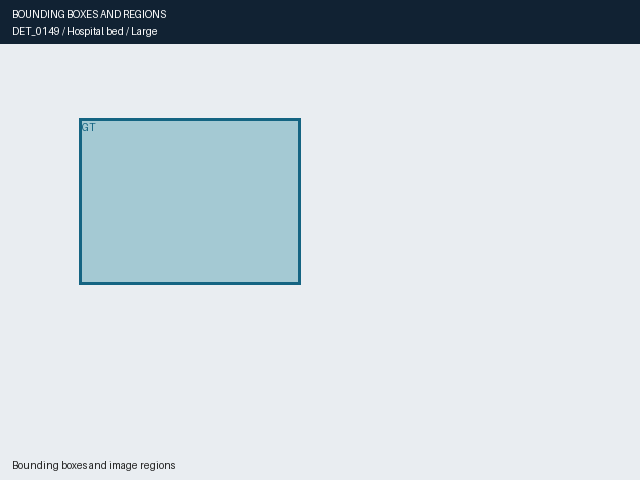 BOUNDING BOXES AND REGIONS
DET_0149 / Hospital bed / Large
GT
Bounding boxes and image regions